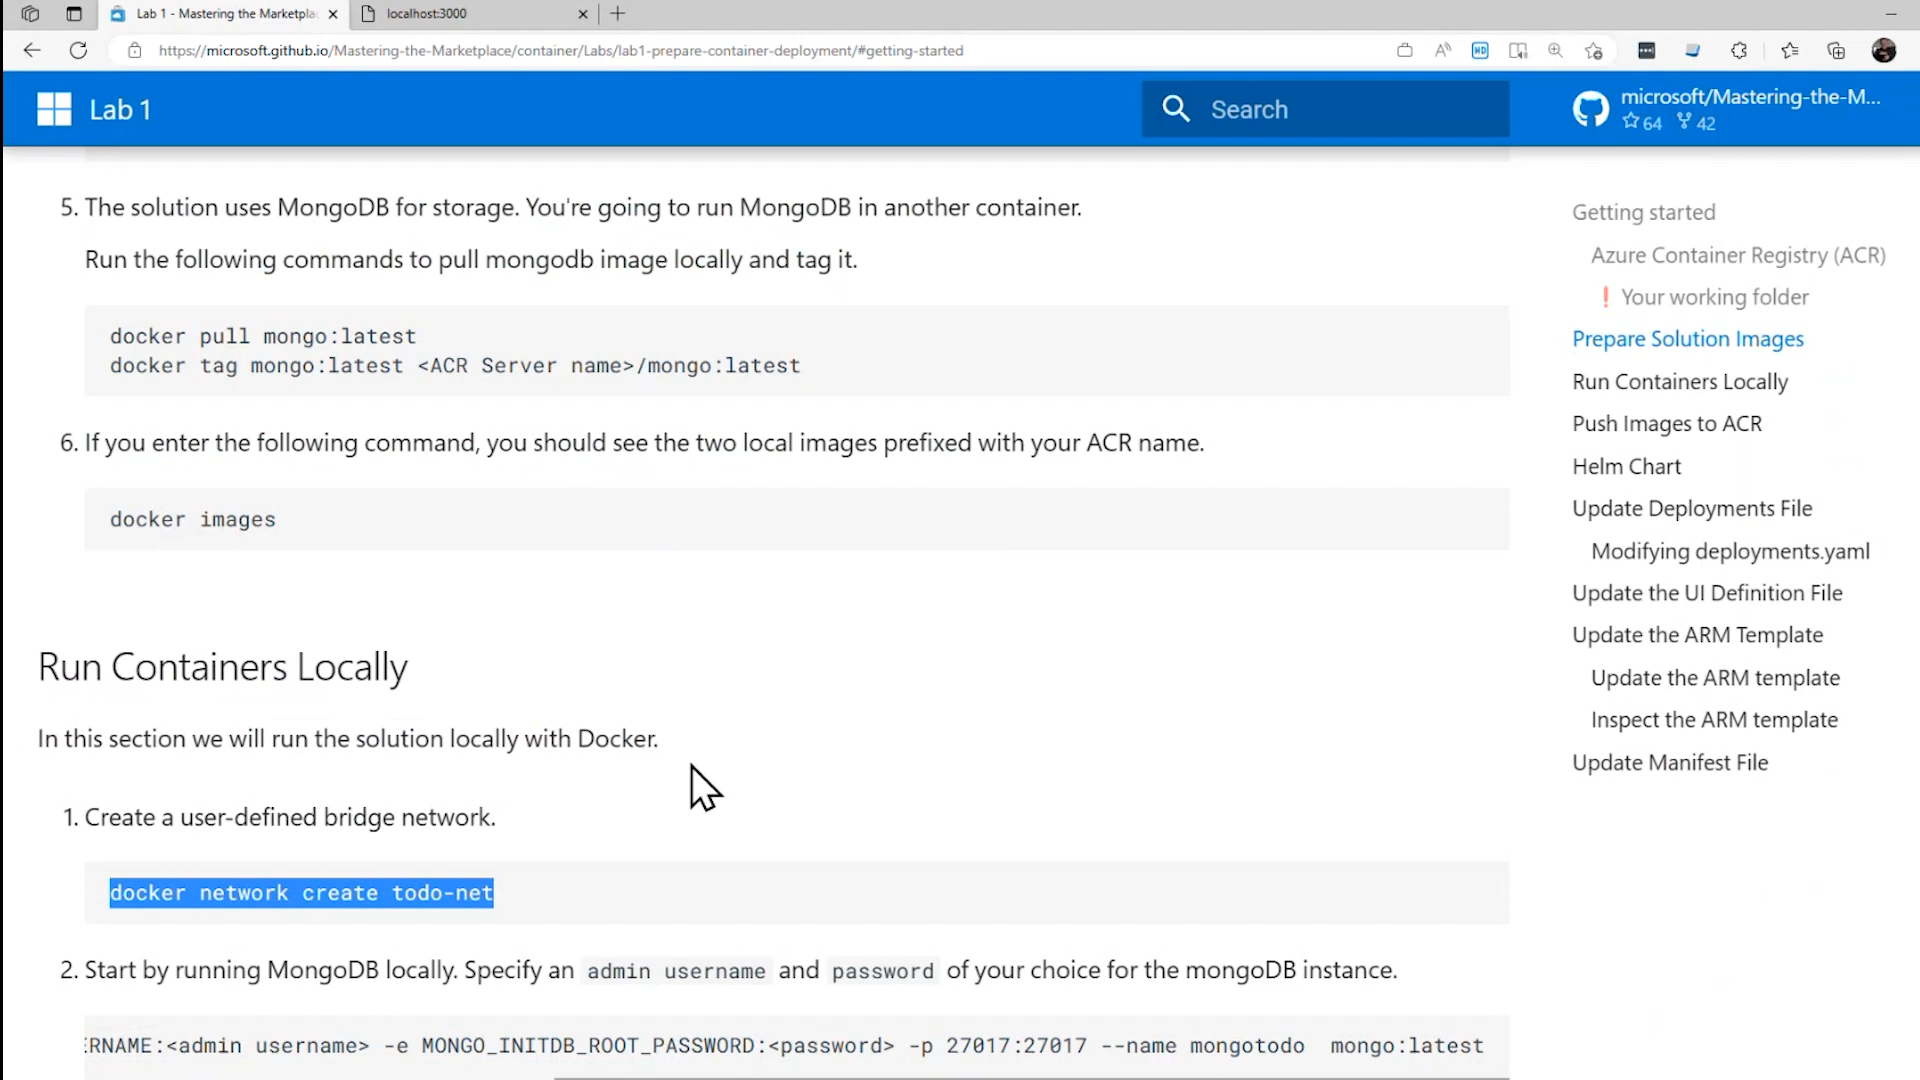 Lab 1 - Mastering the Marketpla
localhost:3000
https://microsoft.github.io/Mastering-the-Marketplace/container/Labs/lab1-prepare-container-deployment/#getting-started
Lab 1
Search
microsoft/Mastering-the-M...
64 42
5. The solution uses MongoDB for storage. You're going to run MongoDB in another container.
Run the following commands to pull mongodb image locally and tag it.
docker pull mongo:latest
docker tag mongo:latest <ACR Server name>/mongo:latest
6. If you enter the following command, you should see the two local images prefixed with your ACR name.
docker images
Run Containers Locally
In this section we will run the solution locally with Docker.
1. Create a user-defined bridge network.
docker network create todo-net
2. Start by running MongoDB locally. Specify an admin username and password of your choice for the mongoDB instance.
ERNAME:<admin username> -e MONGO_INITDB_ROOT_PASSWORD:<password> -p 27017:27017 --name mongotodo  mongo:latest
Getting started
Azure Container Registry (ACR)
❗ Your working folder
Prepare Solution Images
Run Containers Locally
Push Images to ACR
Helm Chart
Update Deployments File
Modifying deployments.yaml
Update the UI Definition File
Update the ARM Template
Update the ARM template
Inspect the ARM template
Update Manifest File